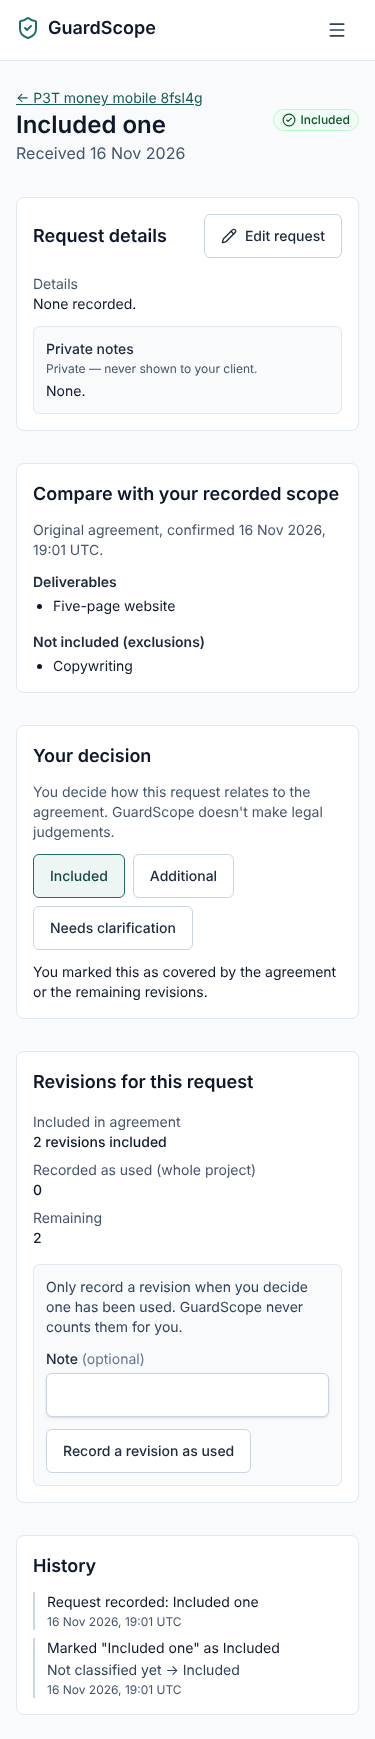 GuardScope
← P3T money mobile 8fsl4g
Included one
Included
Received 16 Nov 2026
Request details
Edit request
Details
None recorded.
Private notes
Private — never shown to your client.
None.
Compare with your recorded scope
Original agreement, confirmed 16 Nov 2026,
19:01 UTC.
Deliverables
• Five-page website
Not included (exclusions)
• Copywriting
Your decision
You decide how this request relates to the
agreement. GuardScope doesn't make legal
judgements.
Included
Additional
Needs clarification
You marked this as covered by the agreement
or the remaining revisions.
Revisions for this request
Included in agreement
2 revisions included
Recorded as used (whole project)
0
Remaining
2
Only record a revision when you decide
one has been used. GuardScope never
counts them for you.
Note (optional)
Record a revision as used
History
Request recorded: Included one
16 Nov 2026, 19:01 UTC
Marked "Included one" as Included
Not classified yet → Included
16 Nov 2026, 19:01 UTC